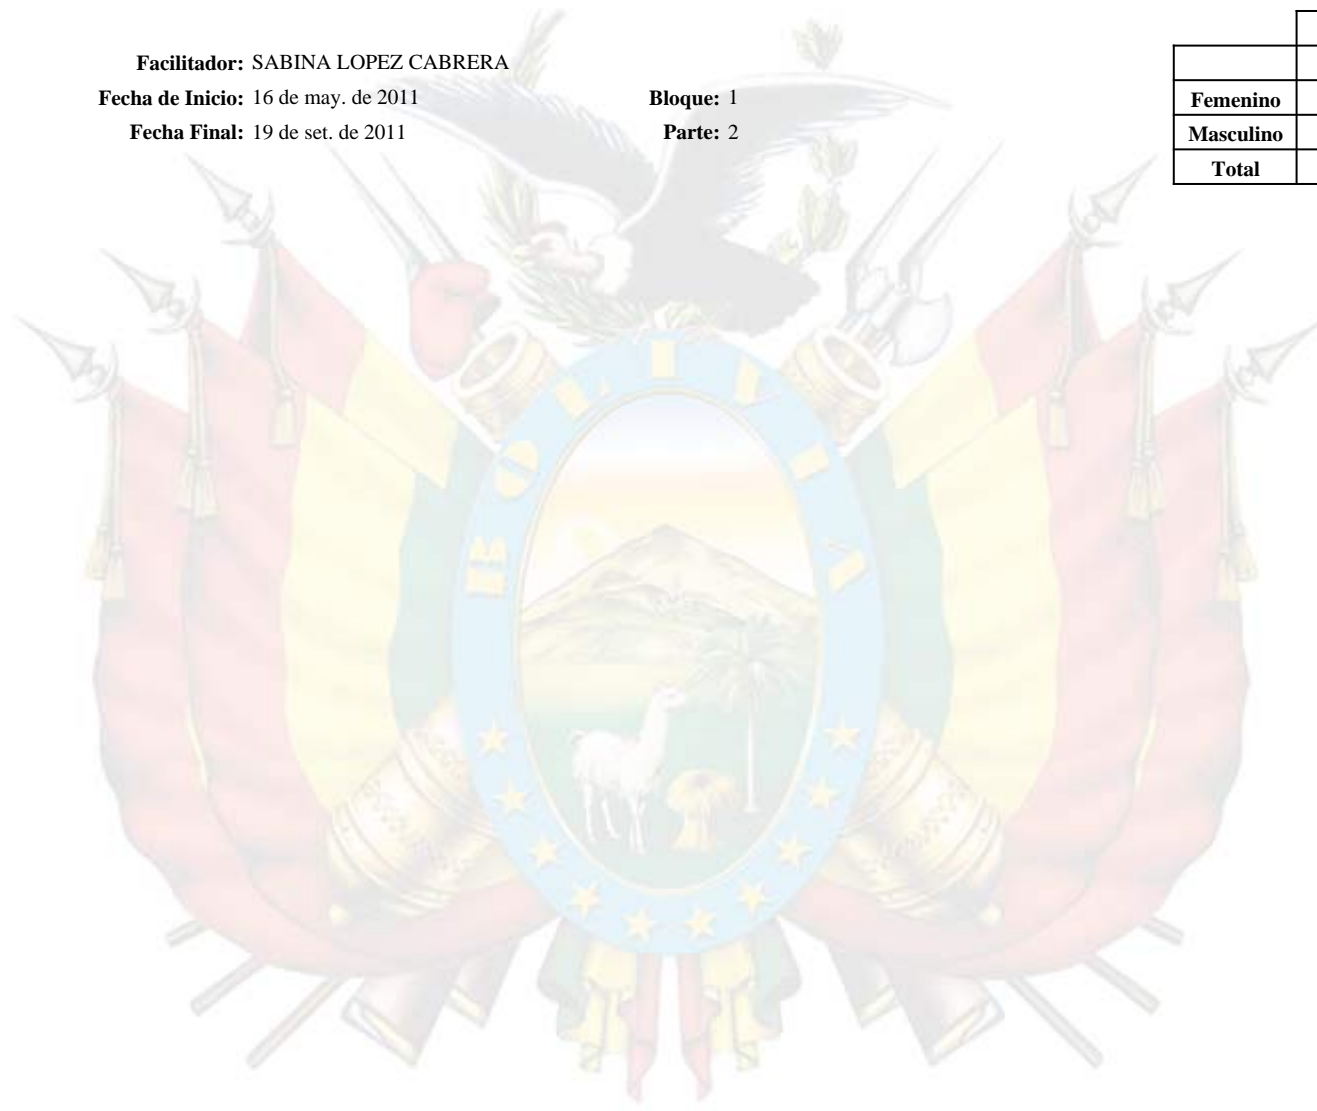 Facilitador: SABINA LOPEZ CABRERA
Fecha de Inicio: 16 de may. de 2011 Bloque: 1
Fecha Final: 19 de set. de 2011 Parte: 2
Femenino
Masculino
Total
BOLIVIA